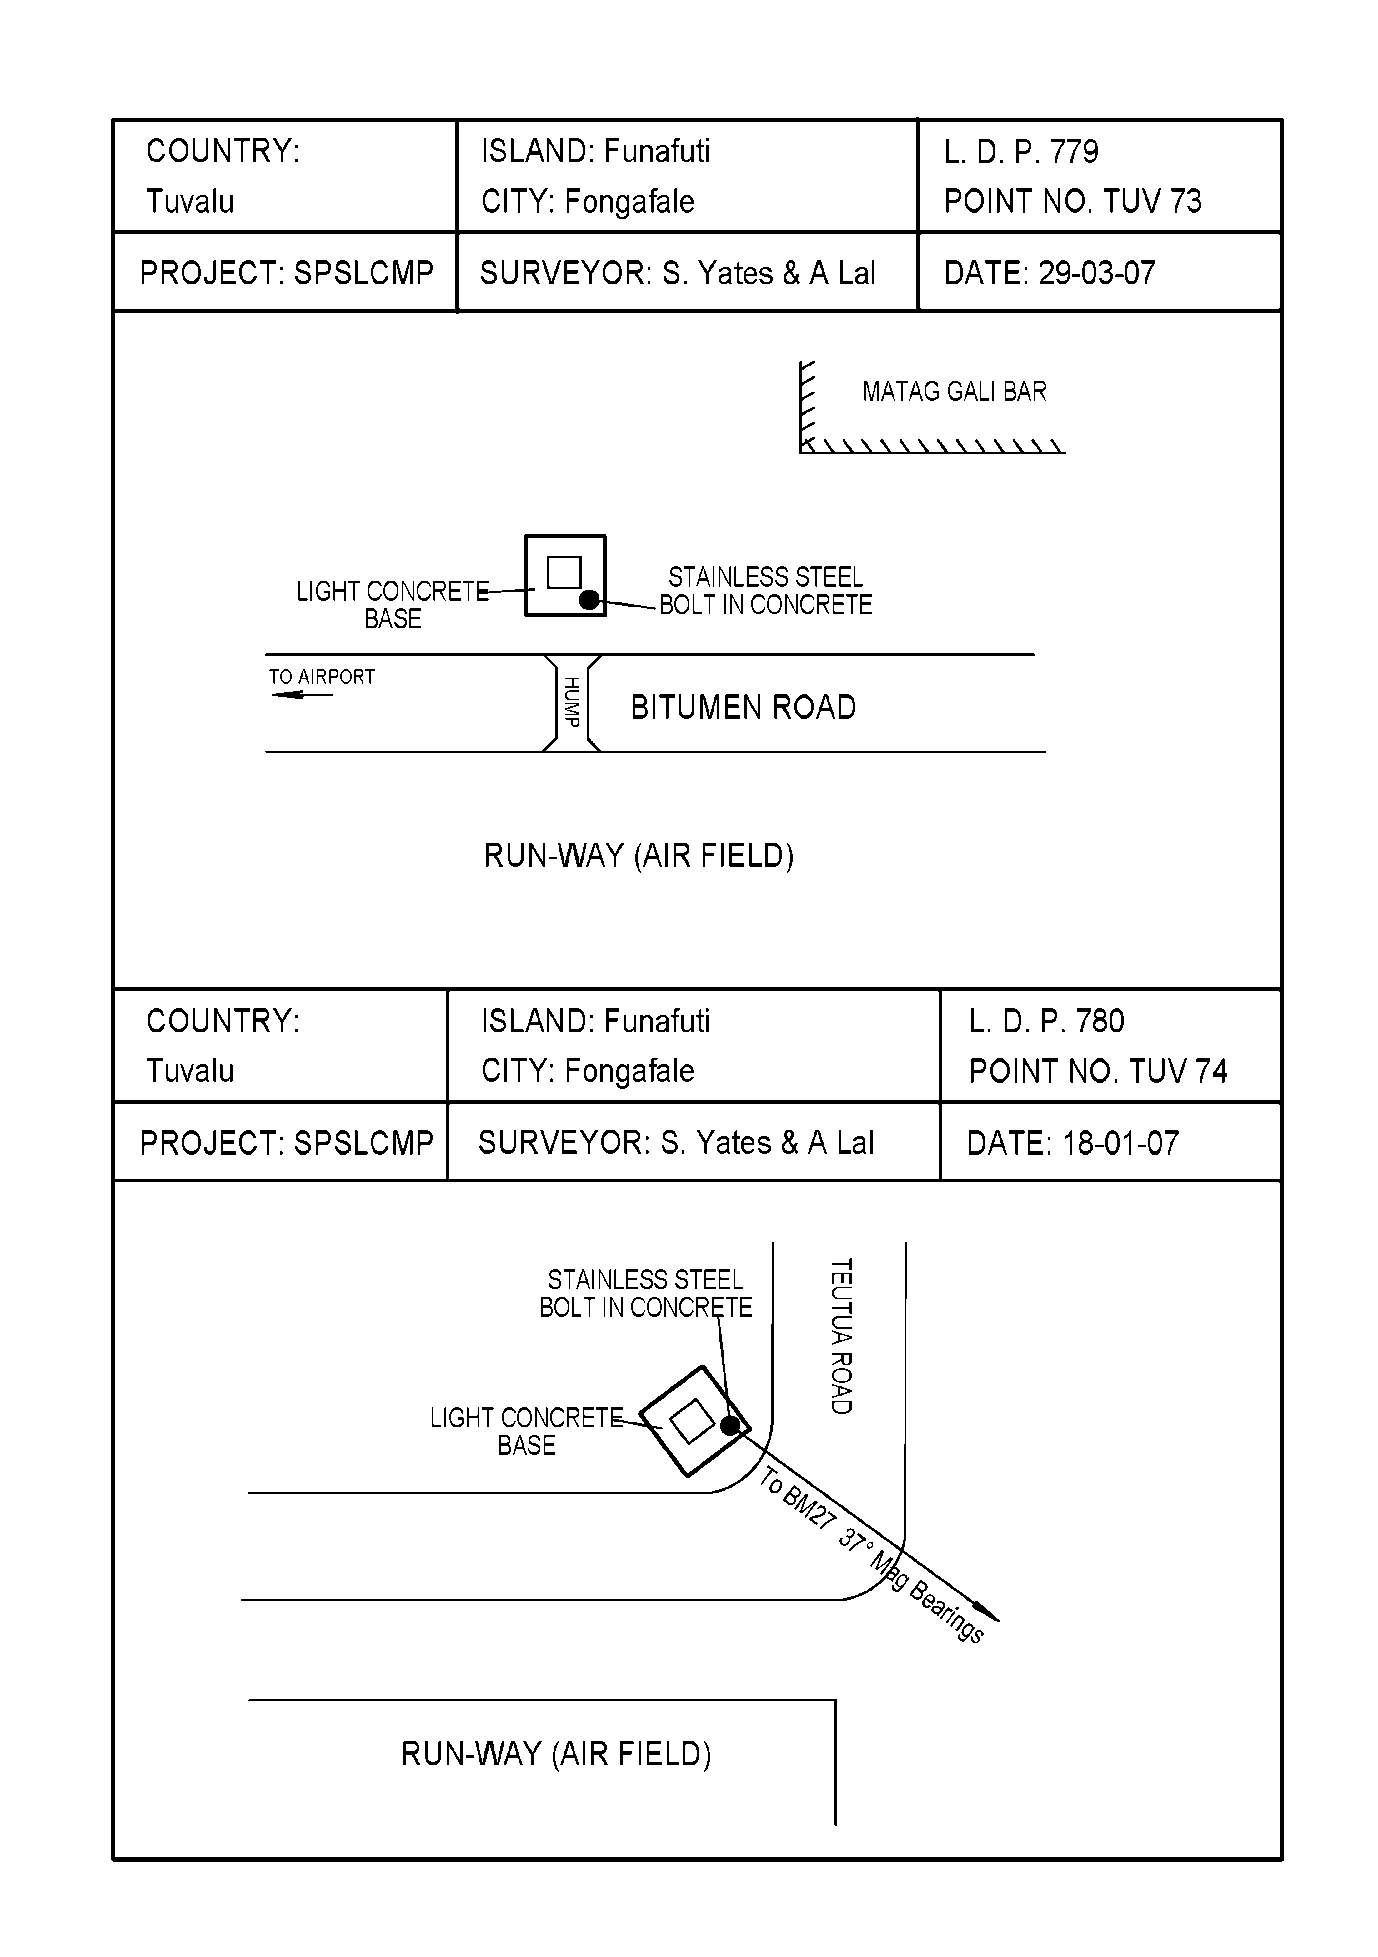 COUNTRY:
Tuvalu
ISLAND: Funafuti
CITY: Fongafale
L. D. P. 779
POINT NO. TUV 73
PROJECT: SPSLCMP
SURVEYOR: S. Yates & A Lal
DATE: 29-03-07
MATAG GALI BAR
LIGHT CONCRETE
BASE
STAINLESS STEEL
BOLT IN CONCRETE
TO AIRPORT
HUMP
BITUMEN ROAD
RUN-WAY (AIR FIELD)
COUNTRY:
Tuvalu
ISLAND: Funafuti
CITY: Fongafale
L. D. P. 780
POINT NO. TUV 74
PROJECT: SPSLCMP
SURVEYOR: S. Yates & A Lal
DATE: 18-01-07
STAINLESS STEEL
BOLT IN CONCRETE
TEUTUA ROAD
LIGHT CONCRETE
BASE
To BM27 37° Mag Bearings
RUN-WAY (AIR FIELD)